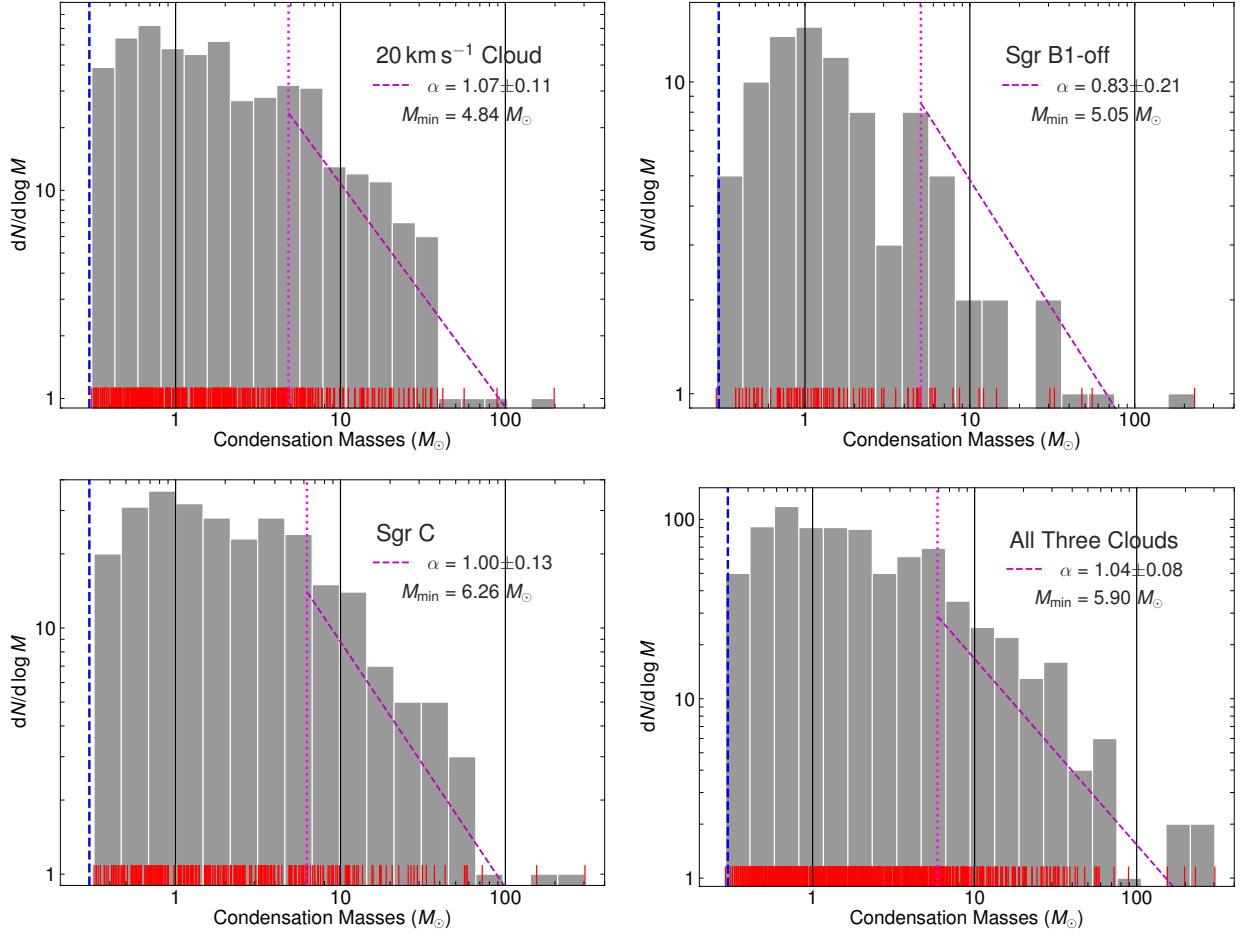 20 km s⁻¹ Cloud
α = 1.07±0.11
M_min = 4.84 M_⊙
10
1
dN/d log M
1 10 100
Condensation Masses (M_⊙)
Sgr B1-off
α = 0.83±0.21
M_min = 5.05 M_⊙
10
1
dN/d log M
1 10 100
Condensation Masses (M_⊙)
Sgr C
α = 1.00±0.13
M_min = 6.26 M_⊙
10
1
dN/d log M
1 10 100
Condensation Masses (M_⊙)
All Three Clouds
α = 1.04±0.08
M_min = 5.90 M_⊙
100
10
1
dN/d log M
1 10 100
Condensation Masses (M_⊙)